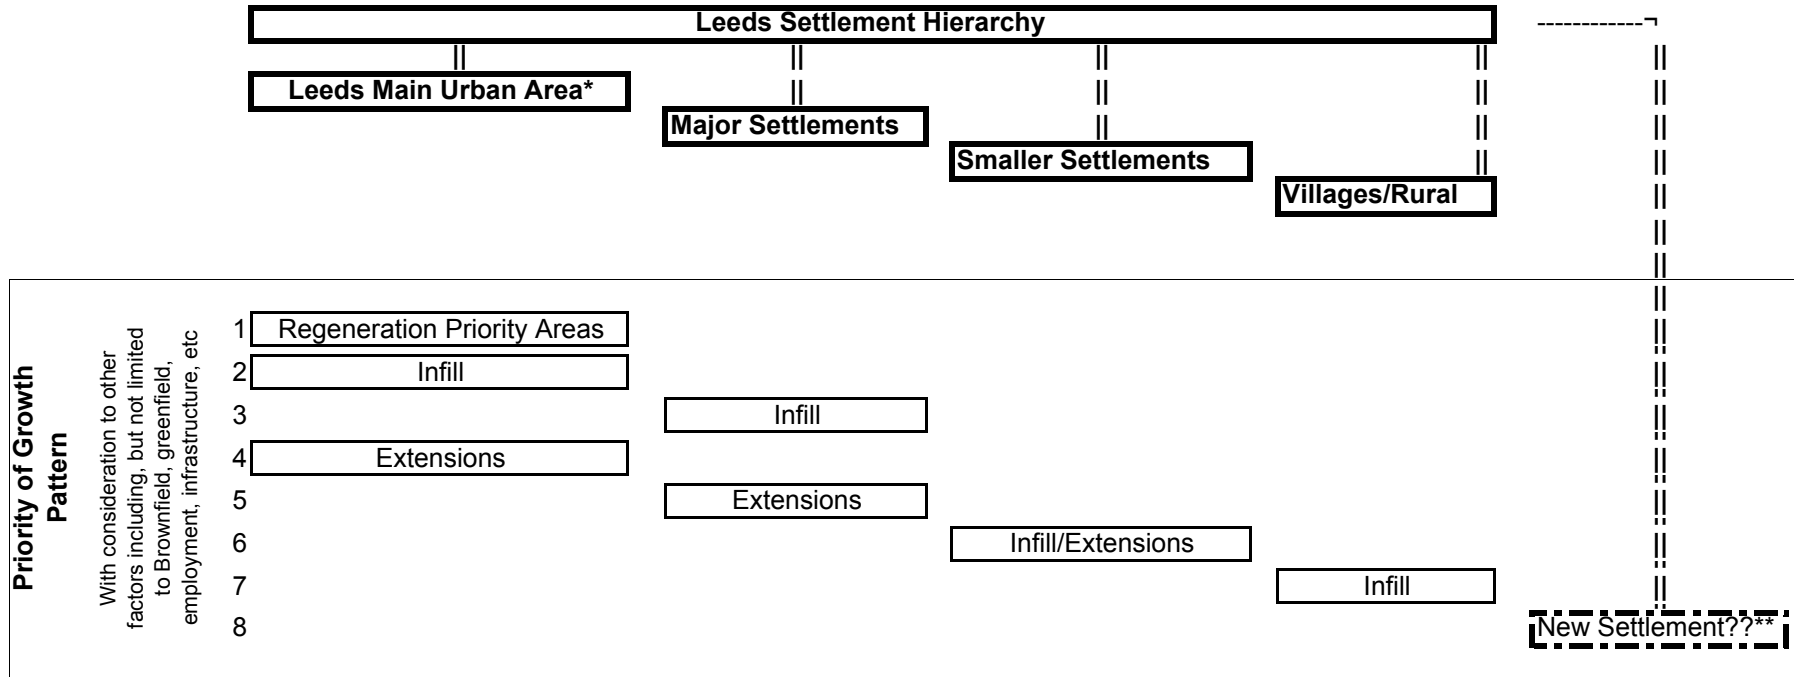 Leeds Settlement Hierarchy
Leeds Main Urban Area*
Major Settlements
Smaller Settlements
Villages/Rural
Priority of Growth
Pattern
With consideration to other
factors including, but not limited
to Brownfield, greenfield,
employment, infrastructure, etc
1 Regeneration Priority Areas
2 Infill
3 Infill
4 Extensions
5 Extensions
6 Infill/Extensions
7 Infill
8 New Settlement??**